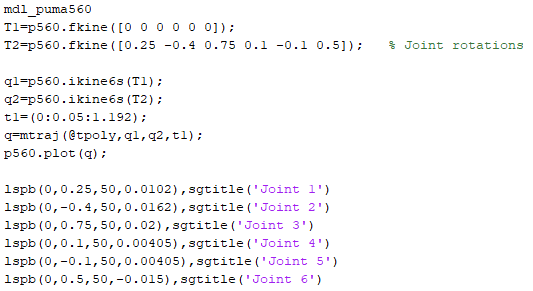 mdl_puma560
T1=p560.fkine([0 0 0 0 0 0]);
T2=p560.fkine([0.25 -0.4 0.75 0.1 -0.1 0.5]);   % Joint rotations
q1=p560.ikine6s(T1);
q2=p560.ikine6s(T2);
t1=(0:0.05:1.192);
q=mtraj(@tpoly,q1,q2,t1);
p560.plot(q);
lspb(0,0.25,50,0.0102),sgtitle('Joint 1')
lspb(0,-0.4,50,0.0162),sgtitle('Joint 2')
lspb(0,0.75,50,0.02),sgtitle('Joint 3')
lspb(0,0.1,50,0.00405),sgtitle('Joint 4')
lspb(0,-0.1,50,0.00405),sgtitle('Joint 5')
lspb(0,0.5,50,-0.015),sgtitle('Joint 6')